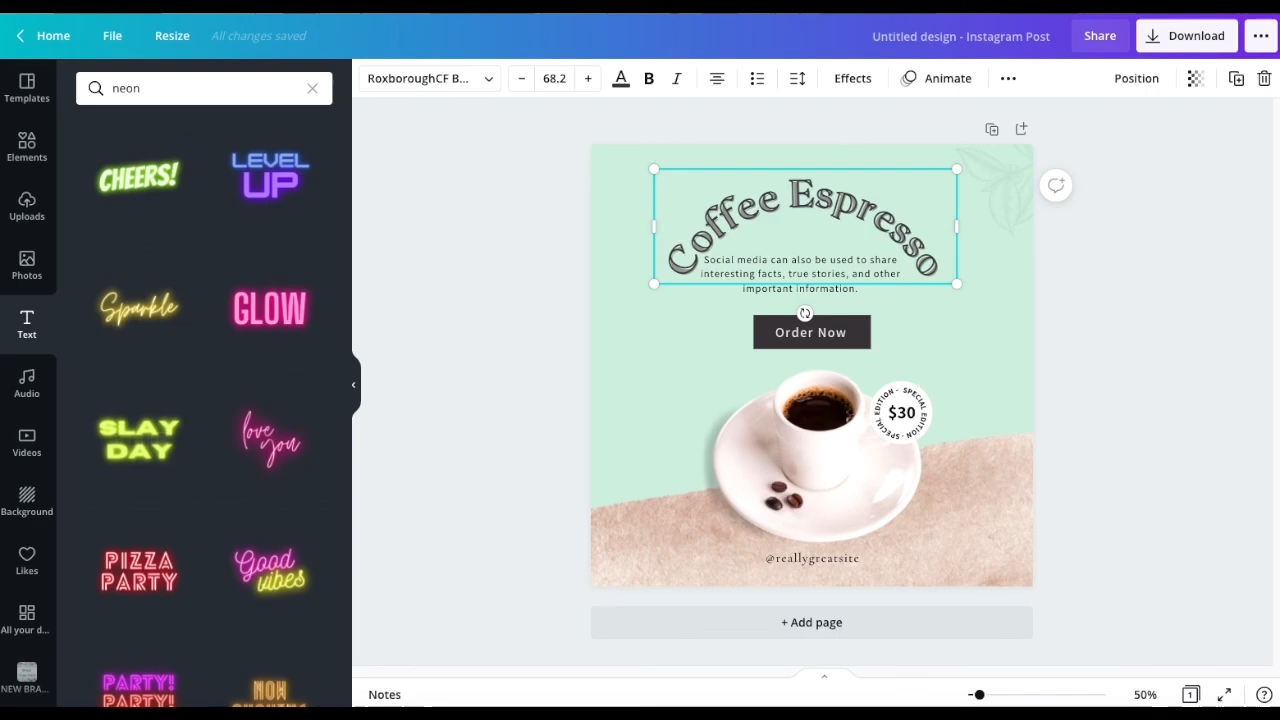 Home File Resize All changes saved Untitled design - Instagram Post Share Download
RoxboroughCF B... 68.2 A B I Effects Animate Position
Templates
Elements
Uploads
Photos
Text
Audio
Videos
Background
Likes
All your d...
NEW BRA...
neon
CHEERS!
LEVEL
UP
Sparkle
GLOW
SLAY
DAY
love
you
PIZZA
PARTY
Good
vibes
PARTY!
PARTY!
NOW
Coffee Espresso
Social media can also be used to share
interesting facts, true stories, and other
important information.
Order Now
SPECIAL EDITION · SPECIAL EDITION ·
$30
@reallygreatsite
+ Add page
Notes 50% 1